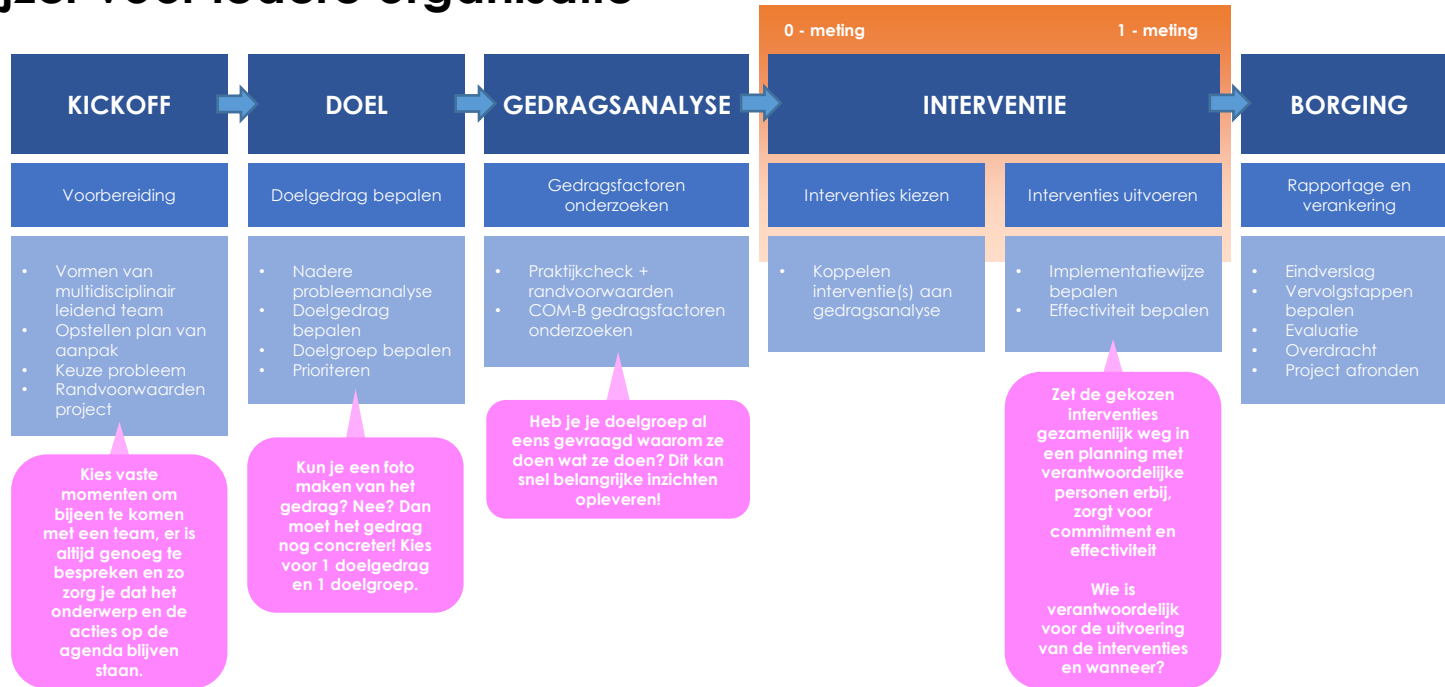 voor iedere organisatie
0 - meting
1 - meting
KICKOFF
DOEL
GEDRAGSANALYSE
INTERVENTIE
BORGING
Voorbereiding
Doelgedrag bepalen
Gedragsfactoren
onderzoeken
Interventies kiezen
Interventies uitvoeren
Rapportage en
verankering
• Vormen van
multidisciplinair
leidend team
• Opstellen plan van
aanpak
• Keuze probleem
• Randvoorwaarden
project
• Nadere
probleemanalyse
• Doelgedrag
bepalen
• Doelgroep bepalen
• Prioriteren
• Praktijkcheck +
randvoorwaarden
• COM-B gedragsfactoren
onderzoeken
• Koppelen
interventie(s) aan
gedragsanalyse
• Implementatiewijze
bepalen
• Effectiviteit bepalen
• Eindverslag
• Vervolgstappen
bepalen
• Evaluatie
• Overdracht
• Project afronden
Kies vaste
momenten om
bijeen te komen
met een team, er is
altijd genoeg te
bespreken en zo
zorg je dat het
onderwerp en de
acties op de
agenda blijven
staan.
Kun je een foto
maken van het
gedrag? Nee? Dan
moet het gedrag
nog concreter! Kies
voor 1 doelgedrag
en 1 doelgroep.
Heb je je doelgroep al
eens gevraagd waarom ze
doen wat ze doen? Dit kan
snel belangrijke inzichten
opleveren!
Zet de gekozen
interventies
gezamenlijk weg in
een planning met
verantwoordelijke
personen erbij,
zorgt voor
commitment en
effectiviteit
Wie is
verantwoordelijk
voor de uitvoering
van de interventies
en wanneer?